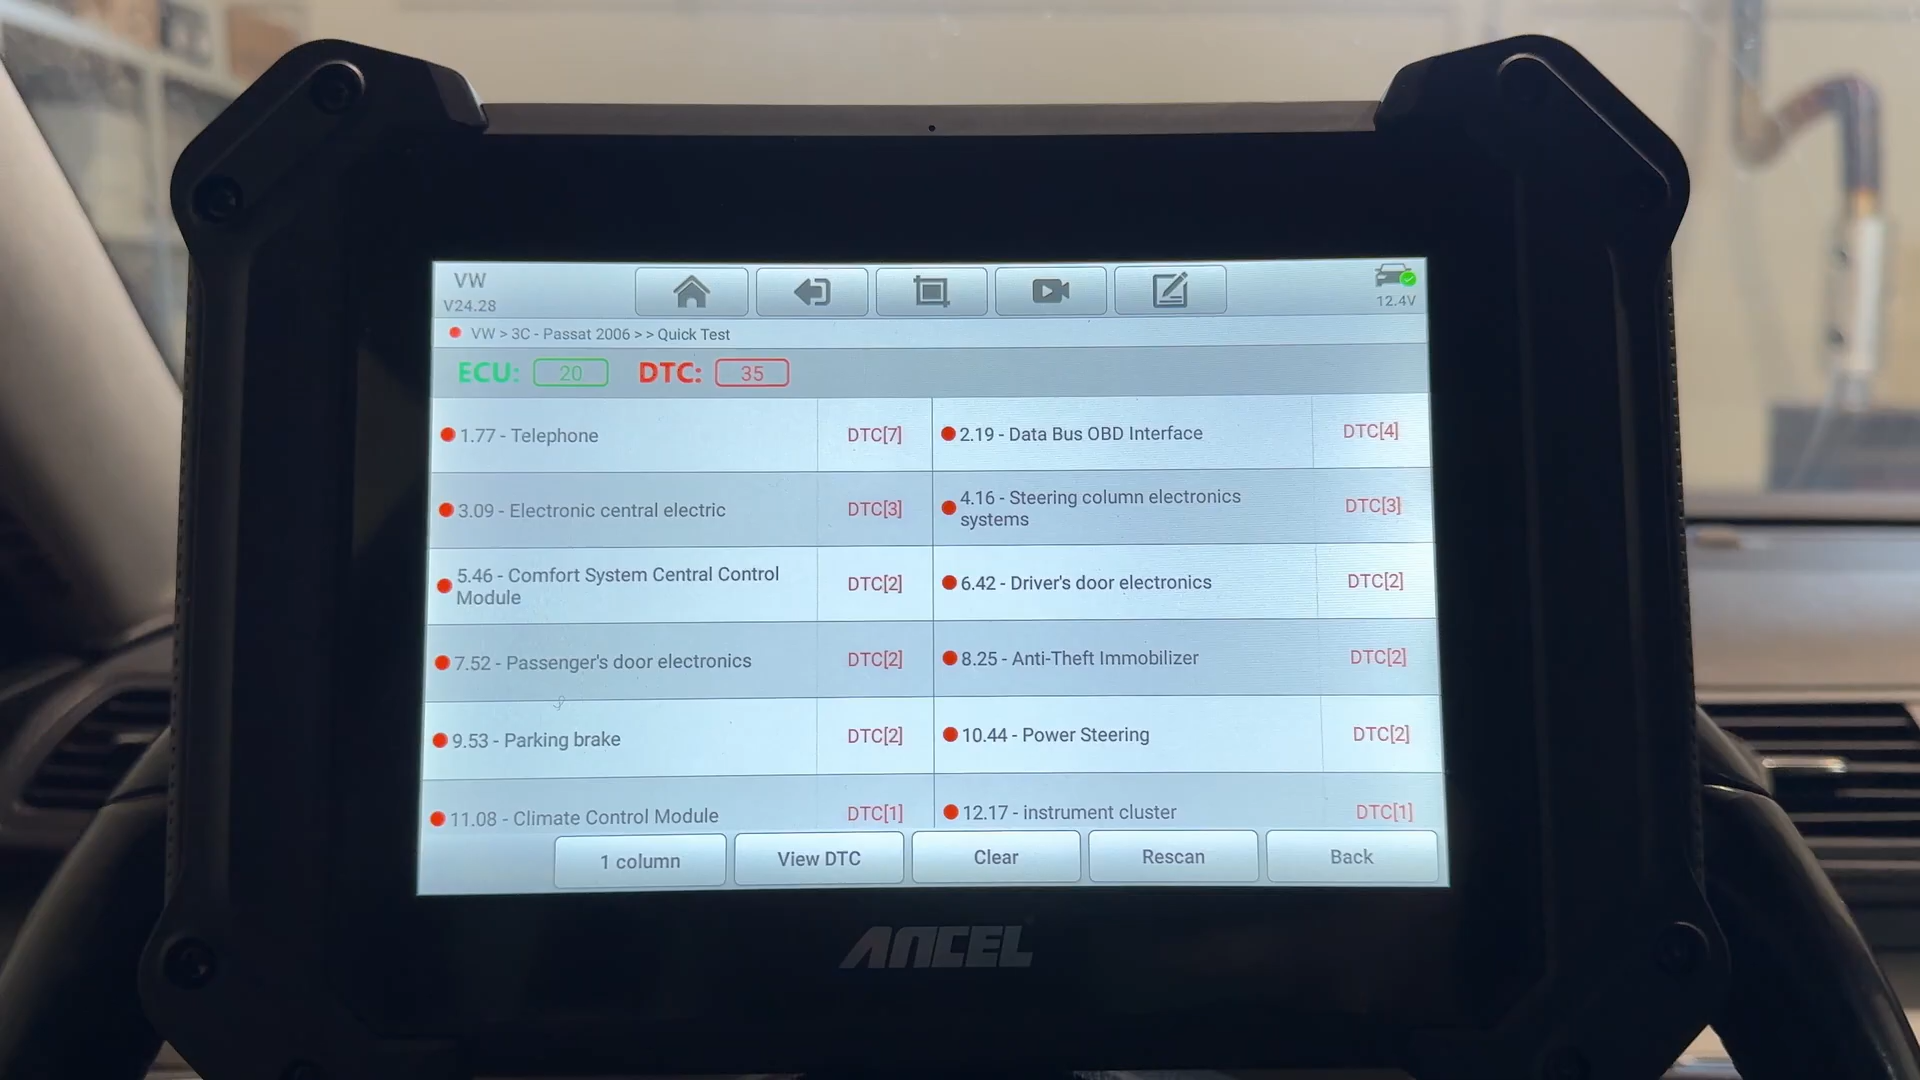 VW
V24.28
12.4V
VW > 3C - Passat 2006 > > Quick Test
ECU: 20 DTC: 35
1.77 - Telephone DTC[7]
2.19 - Data Bus OBD Interface DTC[4]
3.09 - Electronic central electric DTC[3]
4.16 - Steering column electronics
systems DTC[3]
5.46 - Comfort System Central Control
Module DTC[2]
6.42 - Driver's door electronics DTC[2]
7.52 - Passenger's door electronics DTC[2]
8.25 - Anti-Theft Immobilizer DTC[2]
9.53 - Parking brake DTC[2]
10.44 - Power Steering DTC[2]
11.08 - Climate Control Module DTC[1]
12.17 - instrument cluster DTC[1]
1 column View DTC Clear Rescan Back
ANCEL